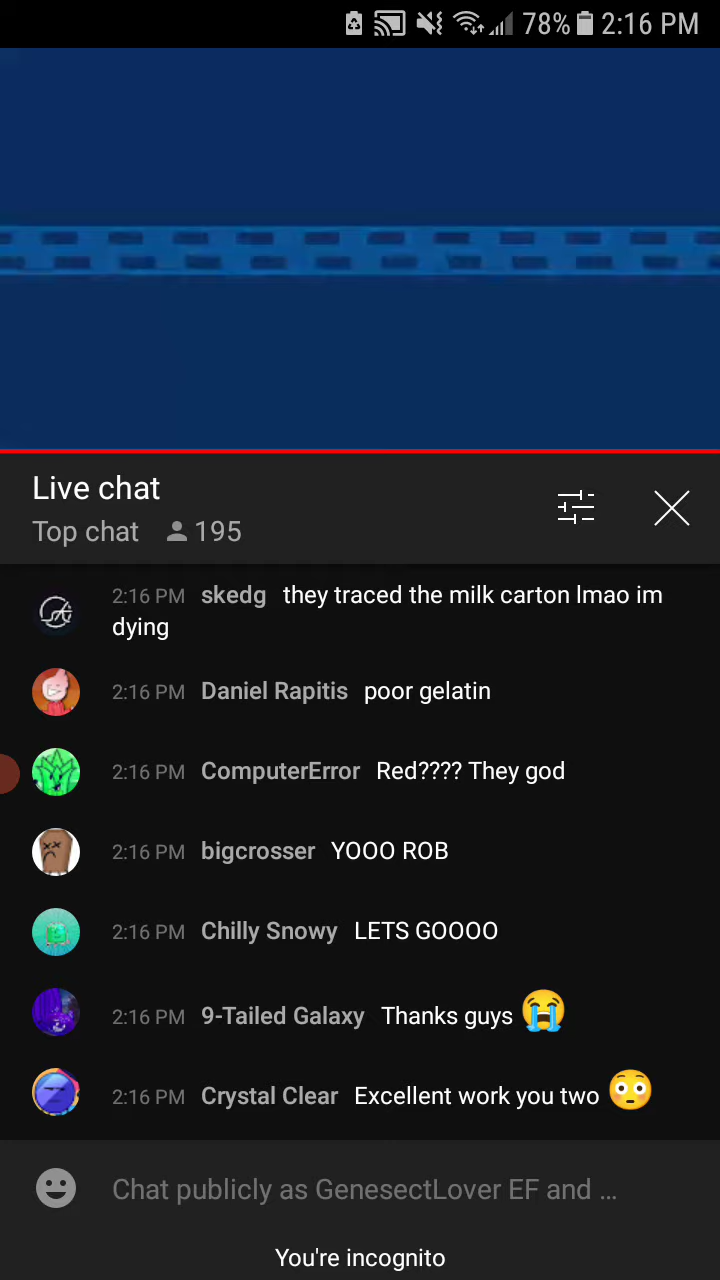 78% 2:16 PM
Live chat
Top chat 195
2:16 PM skedg they traced the milk carton lmao im
dying
2:16 PM Daniel Rapitis poor gelatin
2:16 PM ComputerError Red???? They god
2:16 PM bigcrosser YOOO ROB
2:16 PM Chilly Snowy LETS GOOOO
2:16 PM 9-Tailed Galaxy Thanks guys 😭
2:16 PM Crystal Clear Excellent work you two 😳
Chat publicly as GenesectLover EF and ...
You're incognito